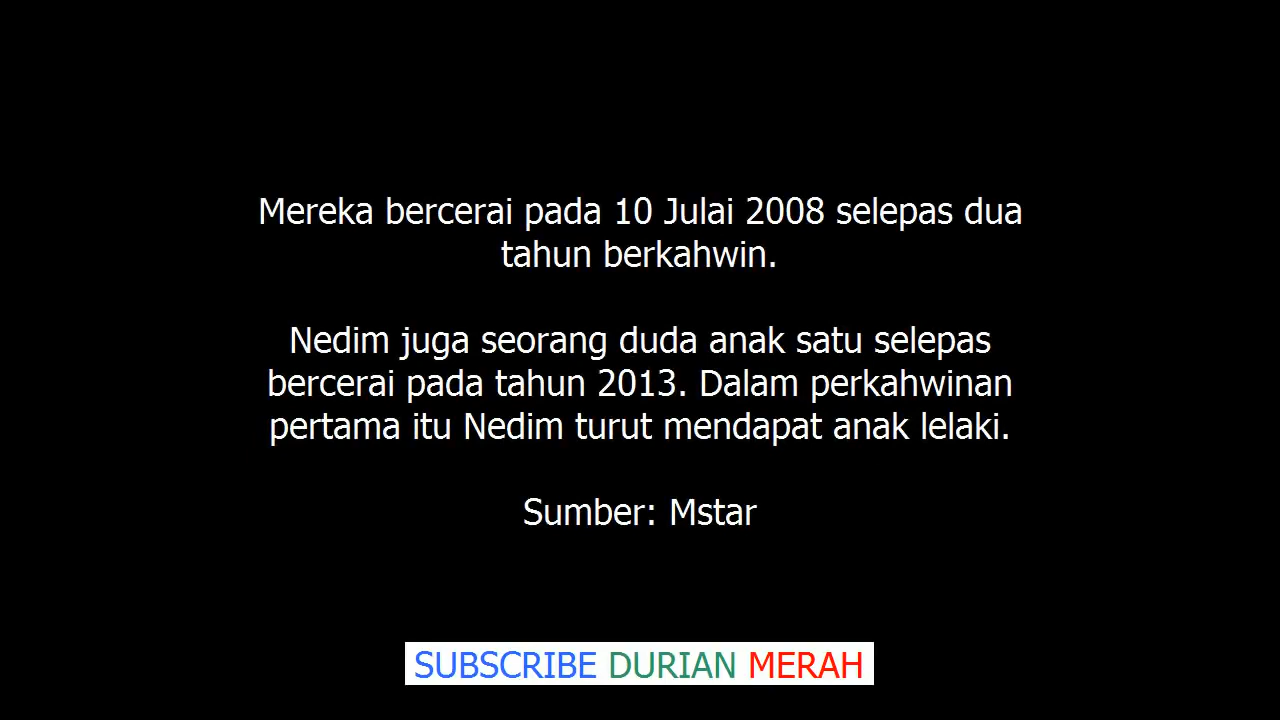 Mereka bercerai pada 10 Julai 2008 selepas dua
tahun berkahwin.
Nedim juga seorang duda anak satu selepas
bercerai pada tahun 2013. Dalam perkahwinan
pertama itu Nedim turut mendapat anak lelaki.
Sumber: Mstar
SUBSCRIBE DURIAN MERAH